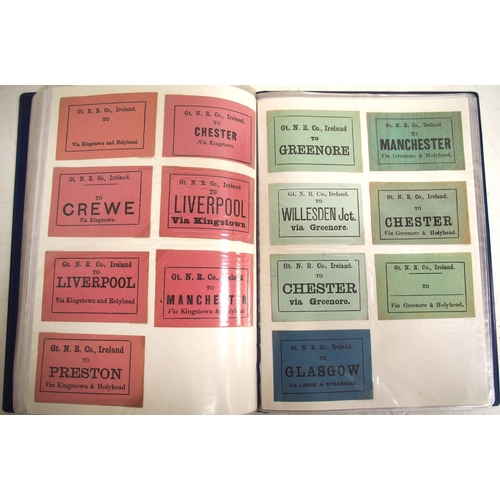 Gt. N. R. Co., Ireland.
TO
Via Kingstown and Holyhead.
Gt. N. R. Co., Ireland.
TO
CHESTER
Via Kingstown.
Gt. N. R. Co., Ireland.
TO
CREWE
Via Kingstown.
Gt. N. R. Co., Ireland.
TO
LIVERPOOL
Via Kingstown
Gt. N. R. Co., Ireland
TO
LIVERPOOL
Via Kingstown and Holyhead
Gt. N. R. Co., Ireland
TO
MANCHESTER
Via Kingstown & Holyhead.
Gt. N. R. Co., Ireland
TO
PRESTON
Via Kingstown & Holyhead
Gt. N. R. Co., Ireland.
TO
GREENORE
Gt. N. R. Co., Ireland.
To
MANCHESTER
Via Greenore & Holyhead.
Gt. N. R. Co., Ireland.
TO
WILLESDEN Jct.
via Greenore.
Gt. N. R. Co., Ireland.
TO
CHESTER
Via Greenore & Holyhead.
Gt. N. R. Co., Ireland.
TO
CHESTER
via Greenore.
Gt. N. R. Co., Ireland.
TO
Via Greenore & Holyhead.
Gt. N. R. Co., Ireland.
TO
GLASGOW
VIA LARNE & STRANRAER